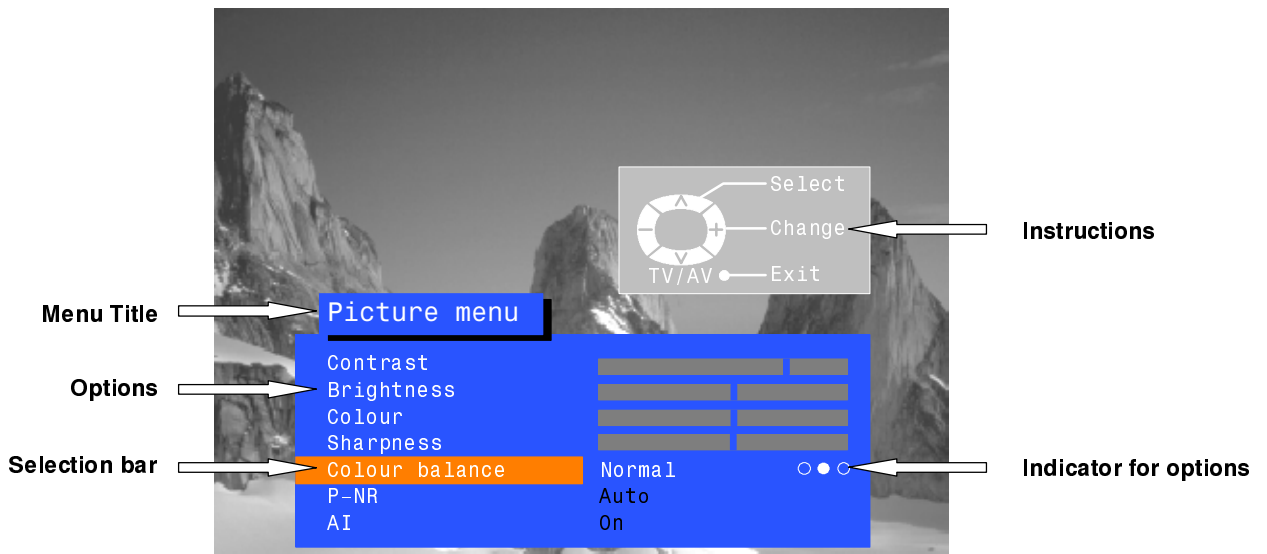 Select
Change
Instructions
TV/AV
Exit
Menu Title
Picture menu
Contrast
Options
Brightness
Colour
Sharpness
Selection bar
Colour balance
Normal
Indicator for options
P-NR
Auto
AI
On